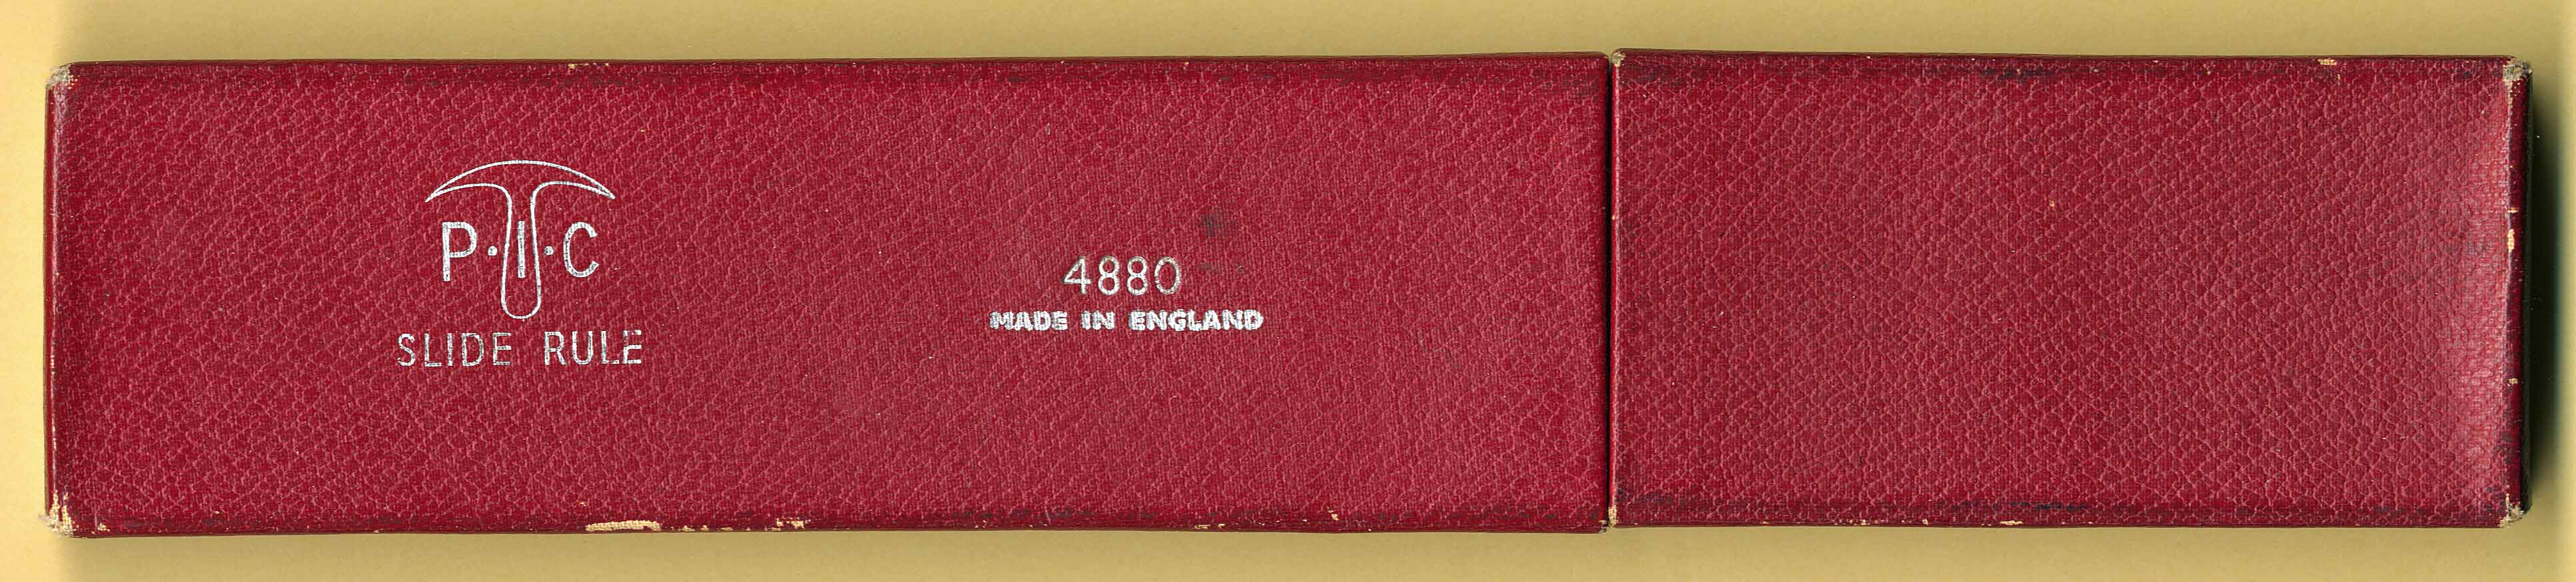 P·I·C
SLIDE RULE
4880
MADE IN ENGLAND